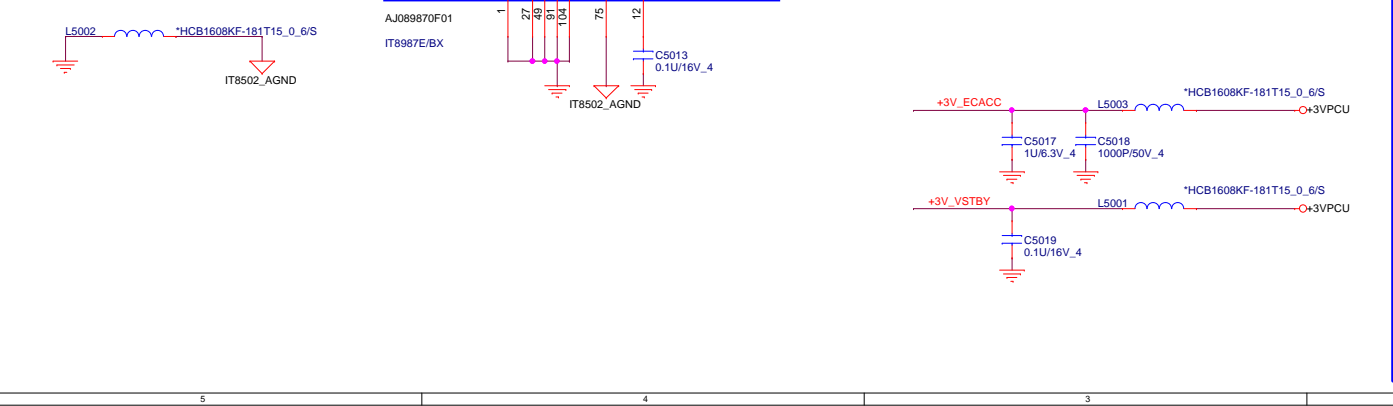 AJ089870F01
IT8987E/BX
1
27
49
91
104
75
12
L5002
*HCB1608KF-181T15_0_6/S
IT8502_AGND
C5013
0.1U/16V_4
IT8502_AGND
*HCB1608KF-181T15_0_6/S
+3V_ECACC
L5003
+3VPCU
C5017
1U/6.3V_4
C5018
1000P/50V_4
*HCB1608KF-181T15_0_6/S
+3V_VSTBY
L5001
+3VPCU
C5019
0.1U/16V_4
5
4
3